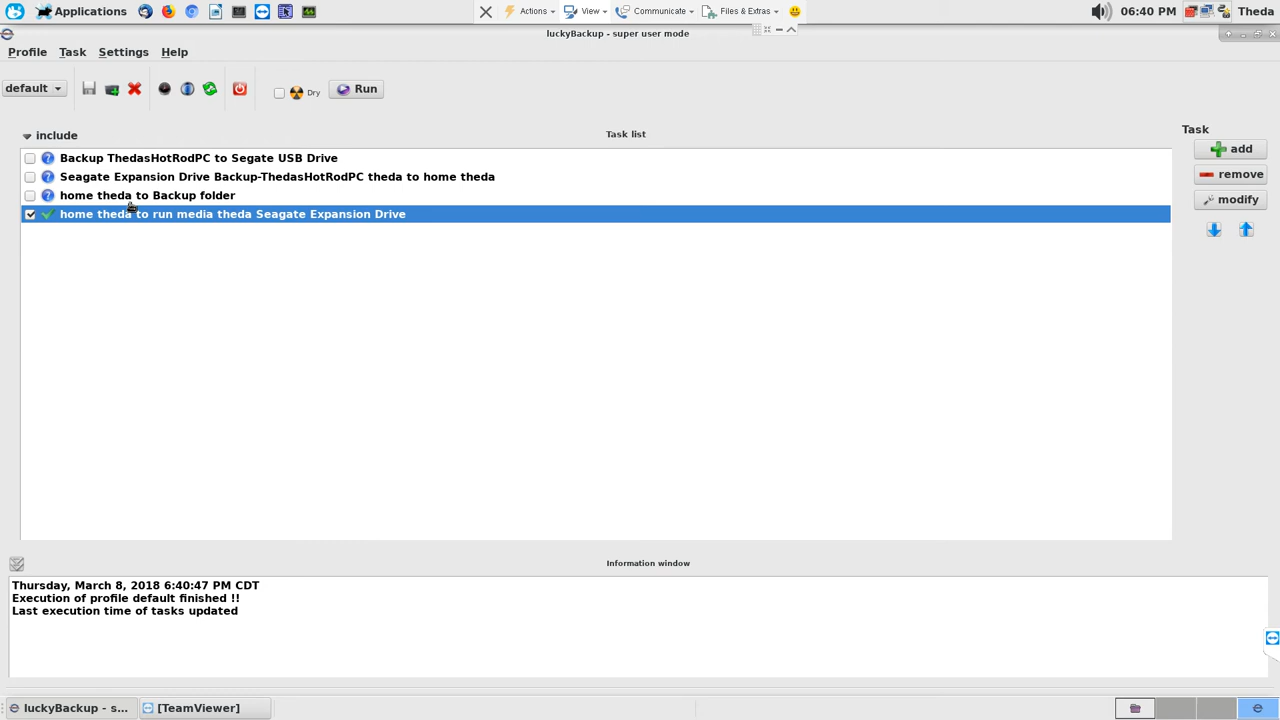 Applications Actions View Communicate Files & Extras 06:40 PM Theda
luckyBackup - super user mode
Profile Task Settings Help
default Dry Run
include Task list Task
Backup ThedasHotRodPC to Segate USB Drive
Seagate Expansion Drive Backup-ThedasHotRodPC theda to home theda
home theda to Backup folder
home theda to run media theda Seagate Expansion Drive
add
remove
modify
Information window
Thursday, March 8, 2018 6:40:47 PM CDT
Execution of profile default finished !!
Last execution time of tasks updated
luckyBackup - s... [TeamViewer]